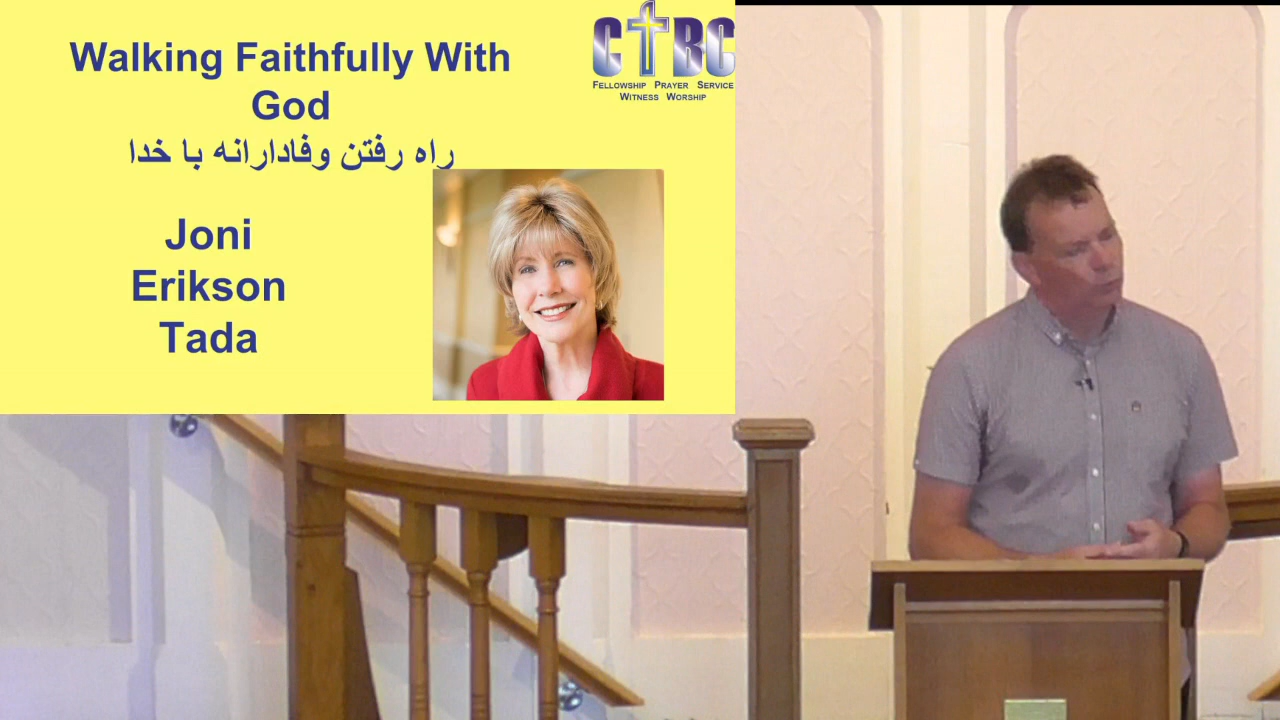 Walking Faithfully With
God
راه رفتن وفادارانه با خدا
Joni
Erikson
Tada
CTBC
Fellowship Prayer Service
Witness Worship